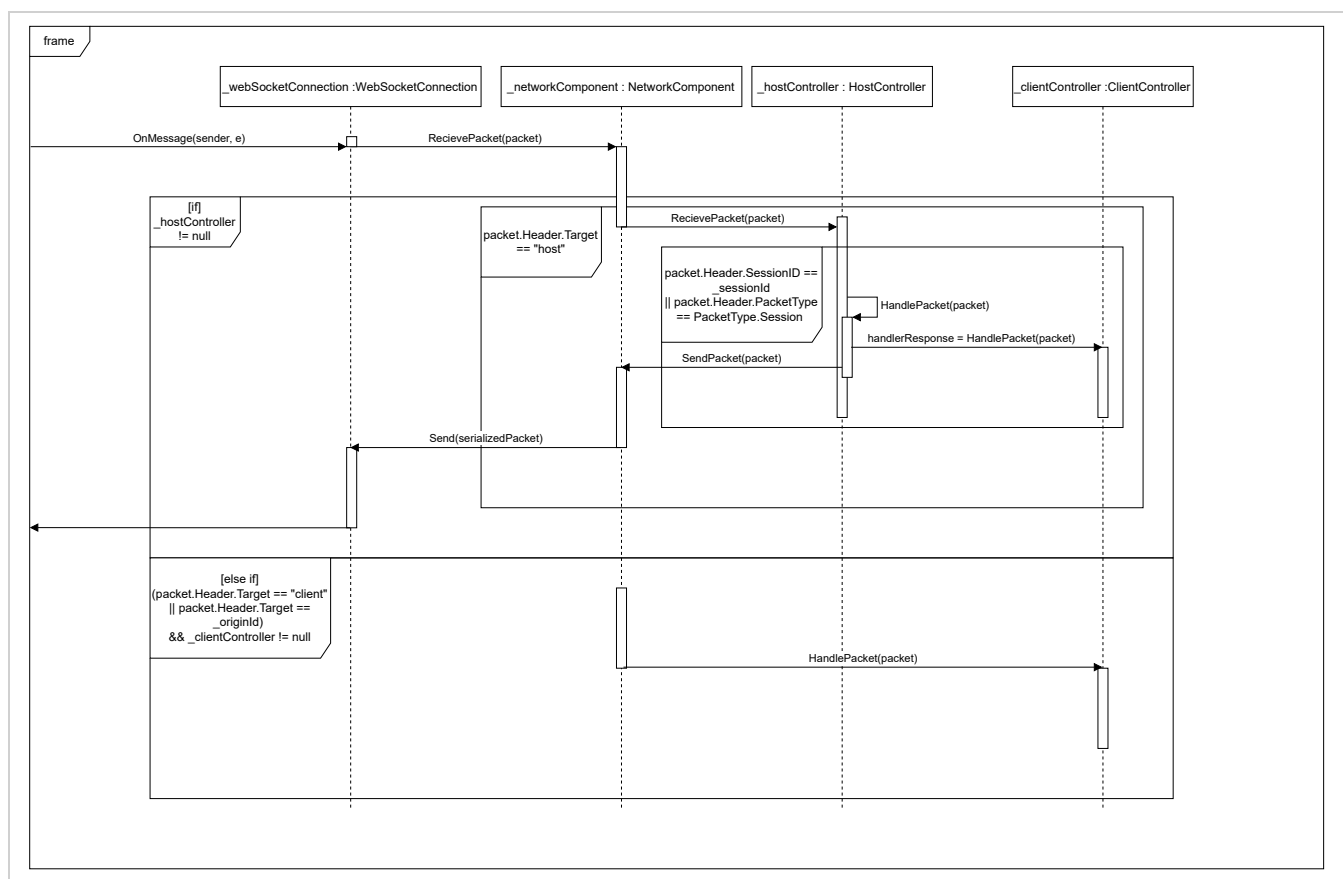 frame
_webSocketConnection :WebSocketConnection
_networkComponent : NetworkComponent
_hostController : HostController
_clientController :ClientController
OnMessage(sender, e)
RecievePacket(packet)
[if]
_hostController
!= null
packet.Header.Target
== "host"
RecievePacket(packet)
packet.Header.SessionID ==
_sessionId
|| packet.Header.PacketType
== PacketType.Session
HandlePacket(packet)
handlerResponse = HandlePacket(packet)
SendPacket(packet)
Send(serializedPacket)
[else if]
(packet.Header.Target == "client"
|| packet.Header.Target ==
_originId)
&& _clientController != null
HandlePacket(packet)